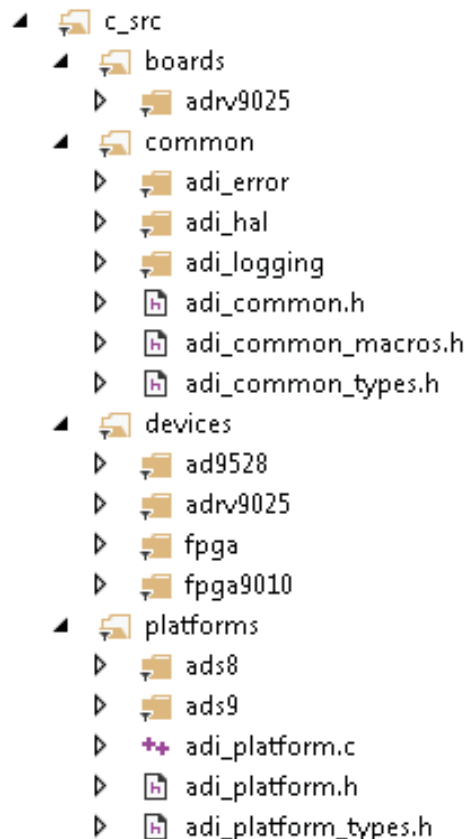 c_src
boards
adrv9025
common
adi_error
adi_hal
adi_logging
adi_common.h
adi_common_macros.h
adi_common_types.h
devices
ad9528
adrv9025
fpga
fpga9010
platforms
ads8
ads9
adi_platform.c
adi_platform.h
adi_platform_types.h